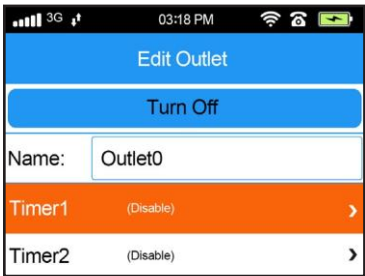 3G 03:18 PM
Edit Outlet
Turn Off
Name: Outlet0
Timer1 (Disable)
Timer2 (Disable)